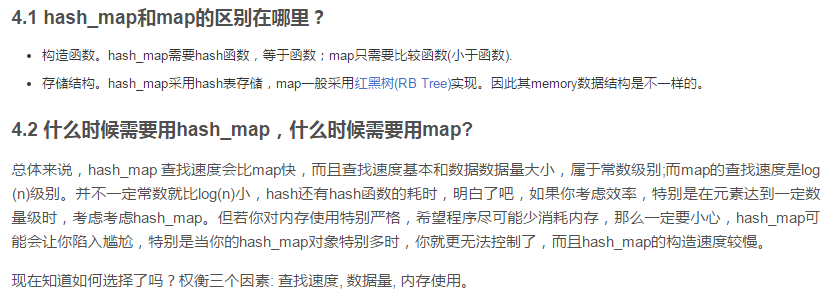 4.1 hash_map和map的区别在哪里？
构造函数。hash_map需要hash函数，等于函数；map只需要比较函数(小于函数).
存储结构。hash_map采用hash表存储，map一般采用红黑树(RB Tree)实现。因此其memory数据结构是不一样的。
4.2 什么时候需要用hash_map，什么时候需要用map?
总体来说，hash_map 查找速度会比map快，而且查找速度基本和数据数据量大小，属于常数级别;而map的查找速度是log
(n)级别。并不一定常数就比log(n)小，hash还有hash函数的耗时，明白了吧，如果你考虑效率，特别是在元素达到一定数
量级时，考虑考虑hash_map。但若你对内存使用特别严格，希望程序尽可能少消耗内存，那么一定要小心，hash_map可
能会让你陷入尴尬，特别是当你的hash_map对象特别多时，你就更无法控制了，而且hash_map的构造速度较慢。
现在知道如何选择了吗？权衡三个因素: 查找速度, 数据量, 内存使用。